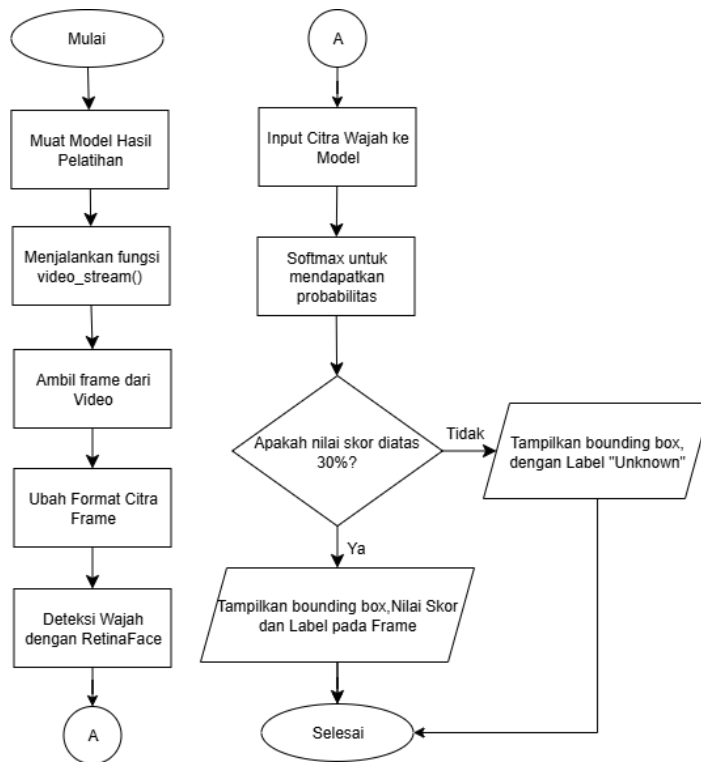 Mulai
Muat Model Hasil
Pelatihan
Menjalankan fungsi
video_stream()
Ambil frame dari
Video
Ubah Format Citra
Frame
Deteksi Wajah
dengan RetinaFace
A
A
Input Citra Wajah ke
Model
Softmax untuk
mendapatkan
probabilitas
Apakah nilai skor diatas
30%?
Tidak
Tampilkan bounding box,
dengan Label "Unknown"
Ya
Tampilkan bounding box,Nilai Skor
dan Label pada Frame
Selesai